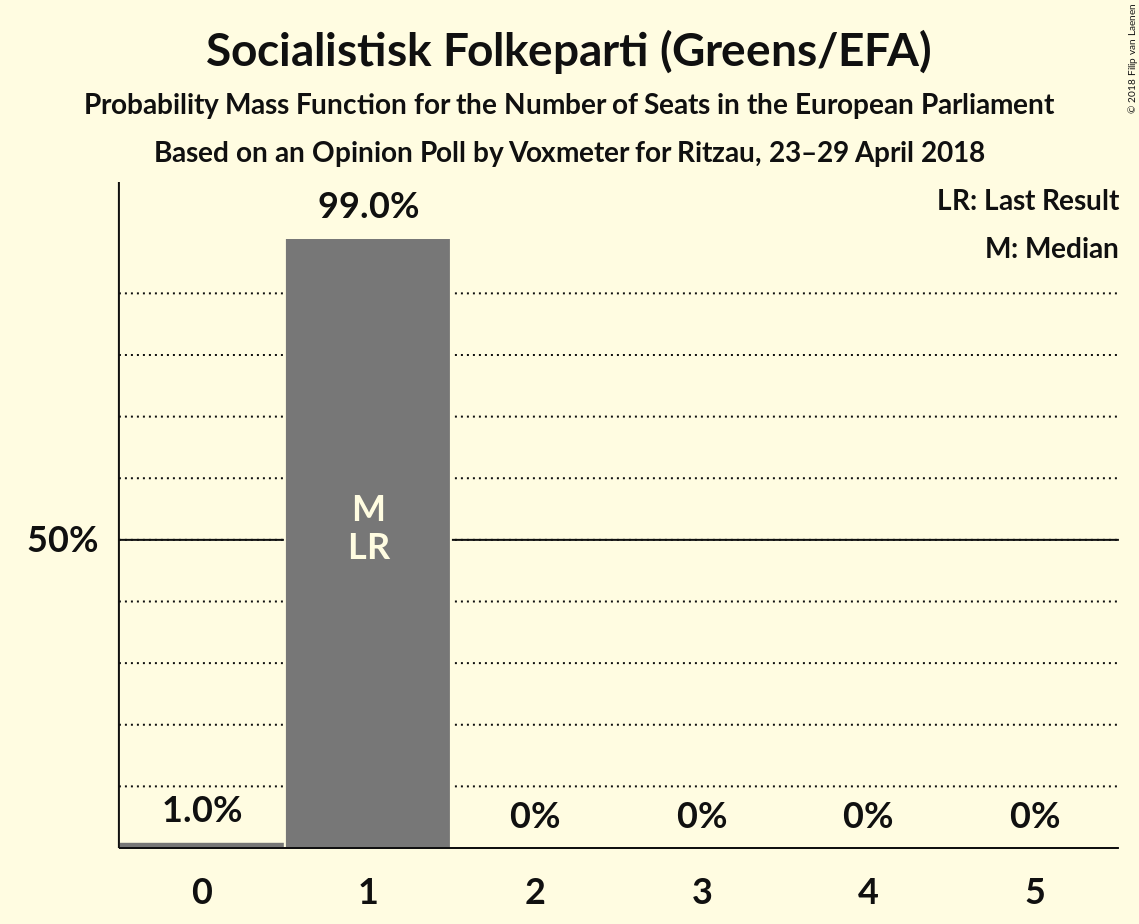 Socialistisk Folkeparti (Greens/EFA)
Probability Mass Function for the Number of Seats in the European Parliament
Based on an Opinion Poll by Voxmeter for Ritzau, 23–29 April 2018
© 2018 Filip van Laenen
LR: Last Result
M: Median
99.0%
M
LR
50%
1.0%
0%
0%
0%
0%
0 1 2 3 4 5